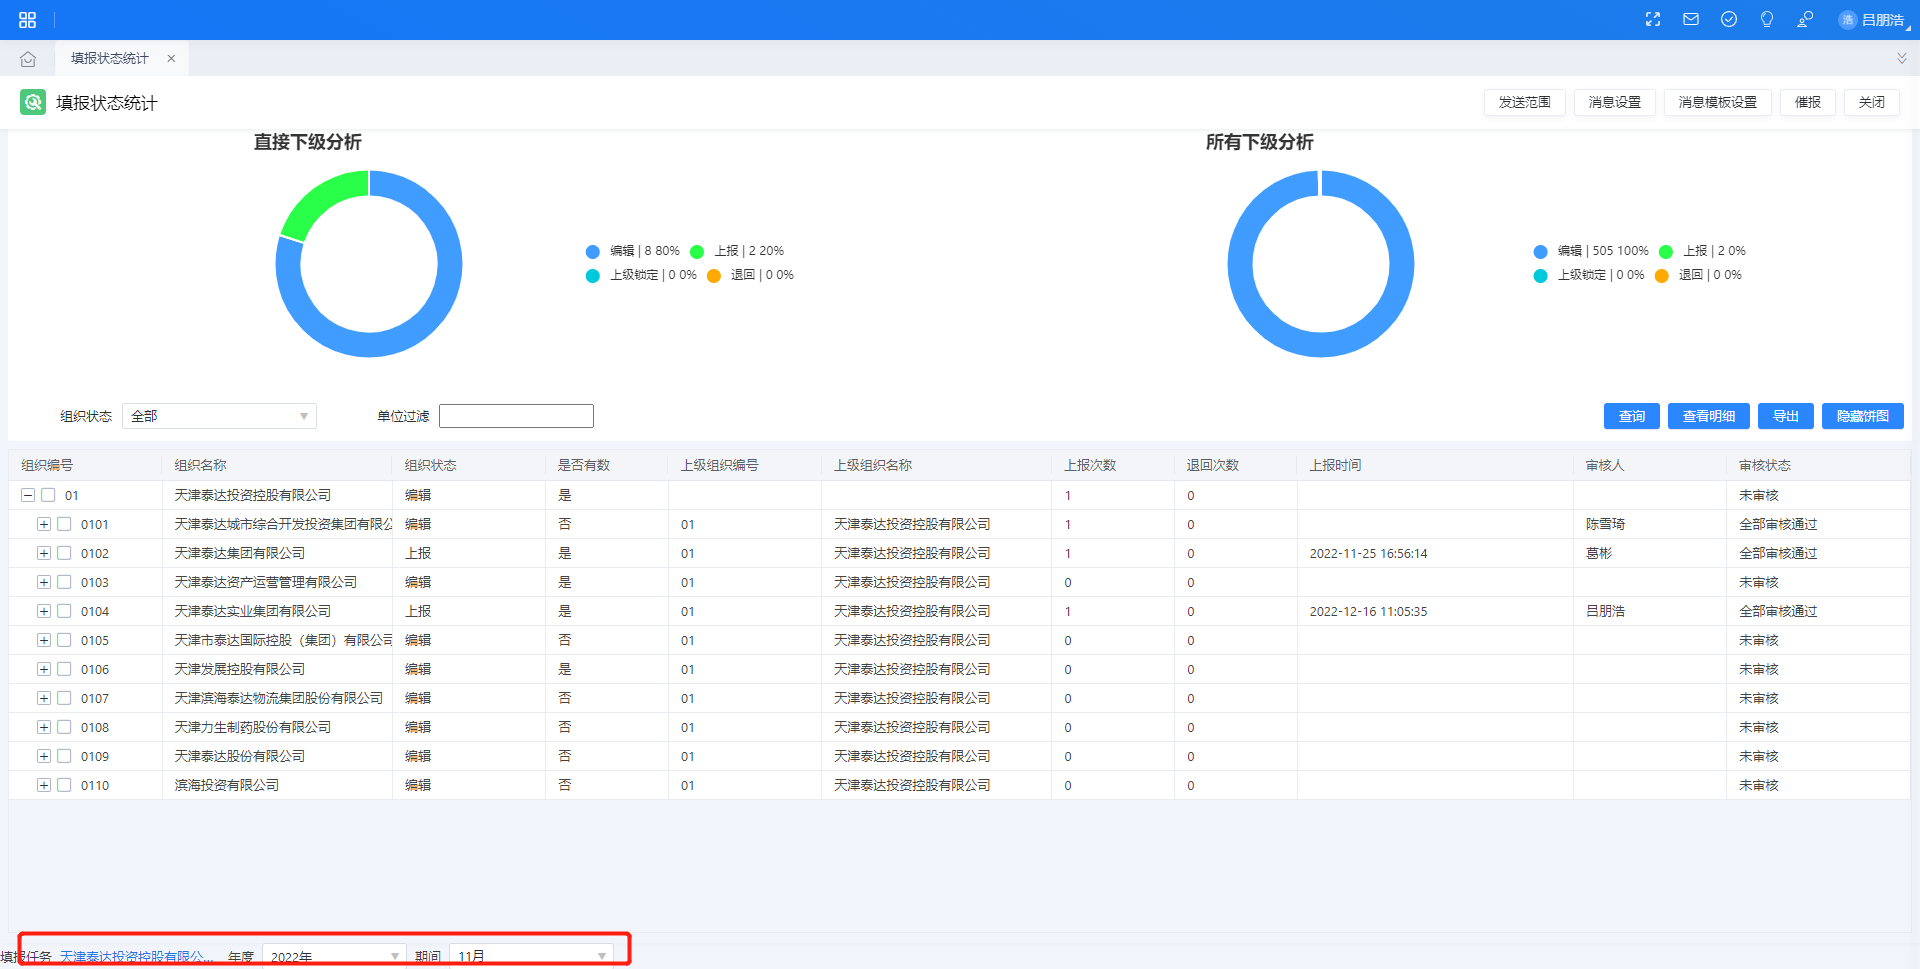 浩 吕朋浩
填报状态统计 ×
填报状态统计 发送范围 消息设置 消息模板设置 催报 关闭
直接下级分析 所有下级分析
编辑 | 8 80% 上报 | 2 20%
上级锁定 | 0 0% 退回 | 0 0%
编辑 | 505 100% 上报 | 2 0%
上级锁定 | 0 0% 退回 | 0 0%
组织状态 全部 单位过滤 查询 查看明细 导出 隐藏饼图
组织编号 组织名称 组织状态 是否有数 上级组织编号 上级组织名称 上报次数 退回次数 上报时间 审核人 审核状态
01 天津泰达投资控股有限公司 编辑 是 1 0 未审核
0101 天津泰达城市综合开发投资集团有限公 编辑 否 01 天津泰达投资控股有限公司 1 0 陈雪琦 全部审核通过
0102 天津泰达集团有限公司 上报 是 01 天津泰达投资控股有限公司 1 0 2022-11-25 16:56:14 葛彬 全部审核通过
0103 天津泰达资产运营管理有限公司 编辑 是 01 天津泰达投资控股有限公司 0 0 未审核
0104 天津泰达实业集团有限公司 上报 是 01 天津泰达投资控股有限公司 1 0 2022-12-16 11:05:35 吕朋浩 全部审核通过
0105 天津市泰达国际控股（集团）有限公司 编辑 否 01 天津泰达投资控股有限公司 0 0 未审核
0106 天津发展控股有限公司 编辑 是 01 天津泰达投资控股有限公司 0 0 未审核
0107 天津滨海泰达物流集团股份有限公司 编辑 否 01 天津泰达投资控股有限公司 0 0 未审核
0108 天津力生制药股份有限公司 编辑 否 01 天津泰达投资控股有限公司 0 0 未审核
0109 天津泰达股份有限公司 编辑 否 01 天津泰达投资控股有限公司 0 0 未审核
0110 滨海投资有限公司 编辑 否 01 天津泰达投资控股有限公司 0 0 未审核
填报任务 天津泰达投资控股有限公... 年度 2022年 期间 11月